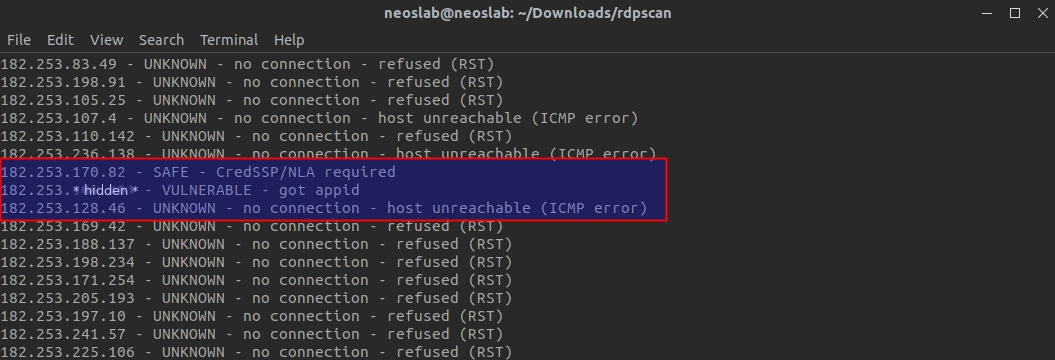 neoslab@neoslab: ~/Downloads/rdpscan
File Edit View Search Terminal Help
182.253.83.49 - UNKNOWN - no connection - refused (RST)
182.253.198.91 - UNKNOWN - no connection - refused (RST)
182.253.105.25 - UNKNOWN - no connection - refused (RST)
182.253.107.4 - UNKNOWN - no connection - host unreachable (ICMP error)
182.253.110.142 - UNKNOWN - no connection - refused (RST)
182.253.236.138 - UNKNOWN - no connection - host unreachable (ICMP error)
182.253.170.82 - SAFE - CredSSP/NLA required
182.253.* hidden * - VULNERABLE - got appid
182.253.128.46 - UNKNOWN - no connection - host unreachable (ICMP error)
182.253.169.42 - UNKNOWN - no connection - refused (RST)
182.253.188.137 - UNKNOWN - no connection - refused (RST)
182.253.198.234 - UNKNOWN - no connection - refused (RST)
182.253.171.254 - UNKNOWN - no connection - refused (RST)
182.253.205.193 - UNKNOWN - no connection - refused (RST)
182.253.197.10 - UNKNOWN - no connection - refused (RST)
182.253.241.57 - UNKNOWN - no connection - refused (RST)
182.253.225.106 - UNKNOWN - no connection - refused (RST)